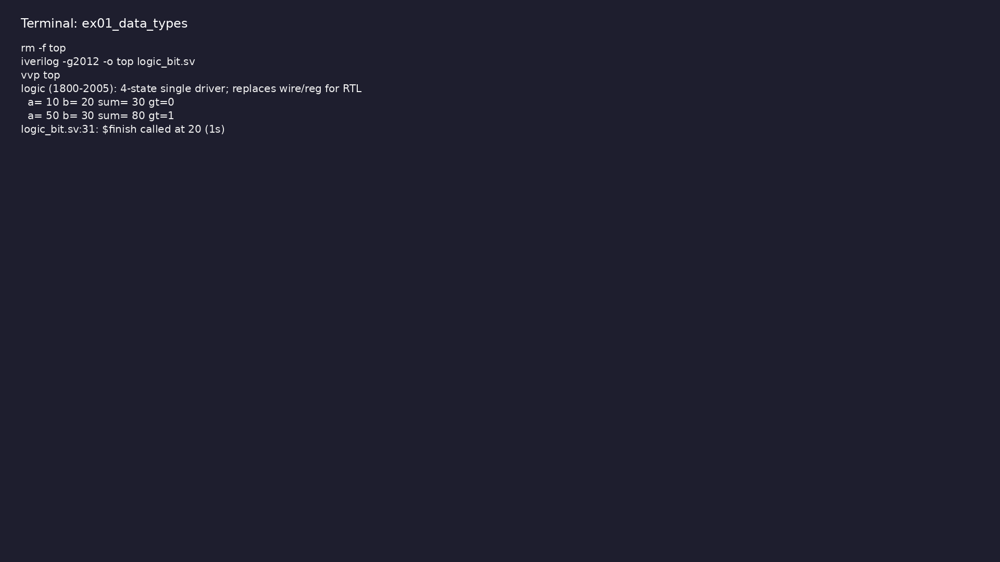 Terminal: ex01_data_types
rm -f top
iverilog -g2012 -o top logic_bit.sv
vvp top
logic (1800-2005): 4-state single driver; replaces wire/reg for RTL
  a= 10 b= 20 sum= 30 gt=0
  a= 50 b= 30 sum= 80 gt=1
logic_bit.sv:31: $finish called at 20 (1s)